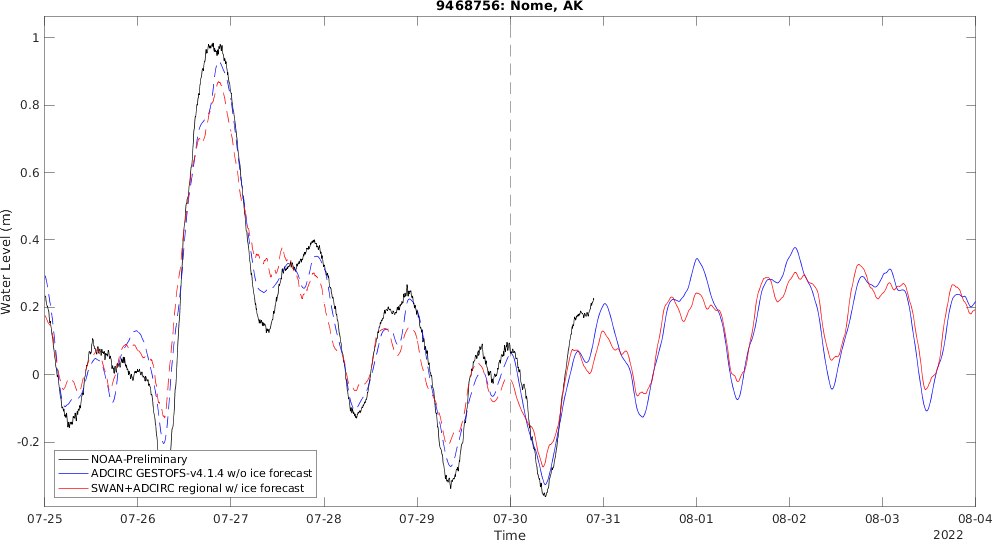 9468756: Nome, AK
Water Level (m)
1
0.8
0.6
0.4
0.2
0
-0.2
NOAA-Preliminary
ADCIRC GESTOFS-v4.1.4 w/o ice forecast
SWAN+ADCIRC regional w/ ice forecast
07-25 07-26 07-27 07-28 07-29 07-30 07-31 08-01 08-02 08-03 08-04
Time
2022